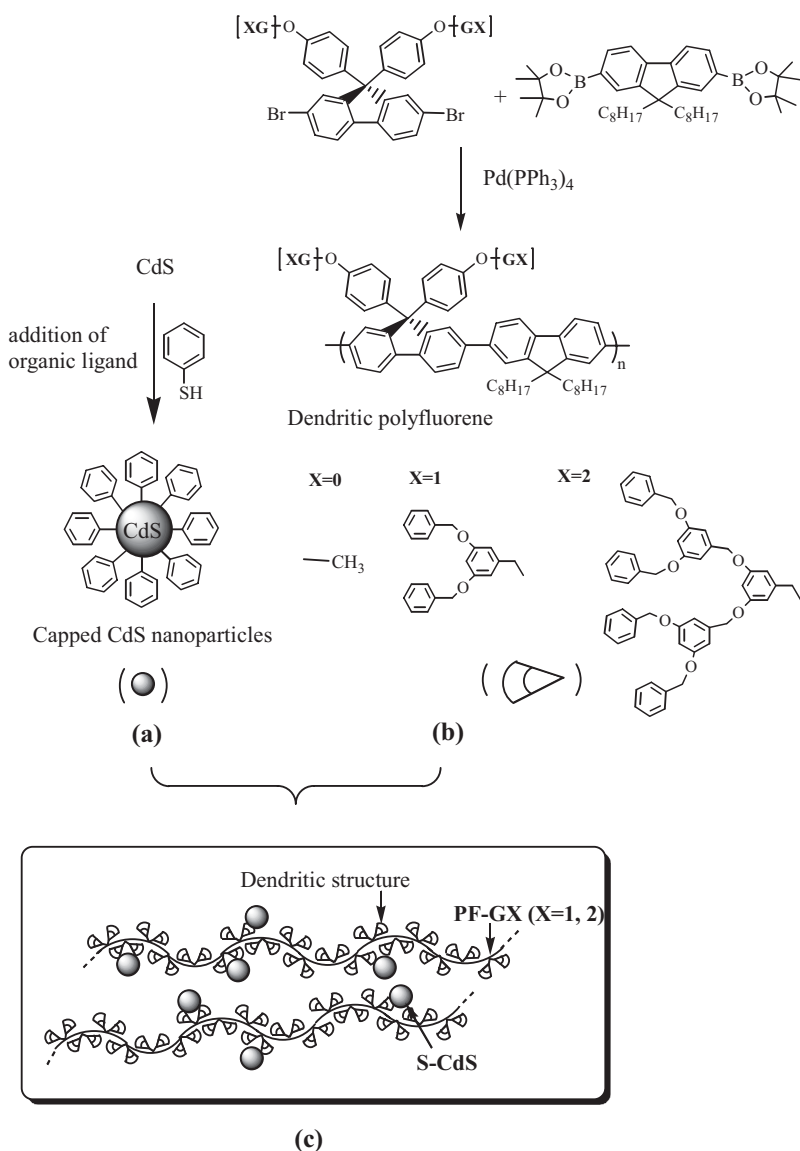 [XG]-O O-[GX]
Br Br
+
O B O
C8H17 C8H17
O B O
Pd(PPh3)4
CdS
addition of
organic ligand
SH
[XG]-O O-[GX]
n
C8H17 C8H17
Dendritic polyfluorene
X=0 X=1 X=2
CdS
CH3
O
O
O
O
O
O
O
O
Capped CdS nanoparticles
(a) (b)
Dendritic structure
PF-GX (X=1, 2)
S-CdS
(c)